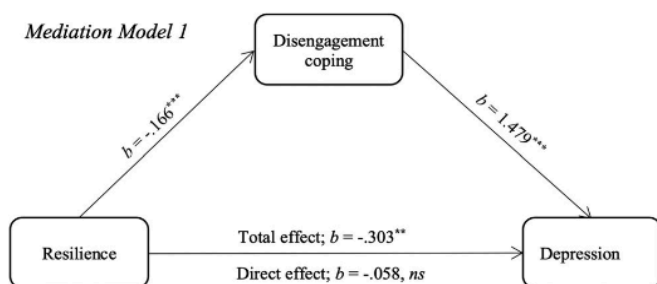 Mediation Model 1
Disengagement
coping
b = -.166***
b = 1.479***
Resilience
Total effect; b = -.303**
Depression
Direct effect; b = -.058, ns